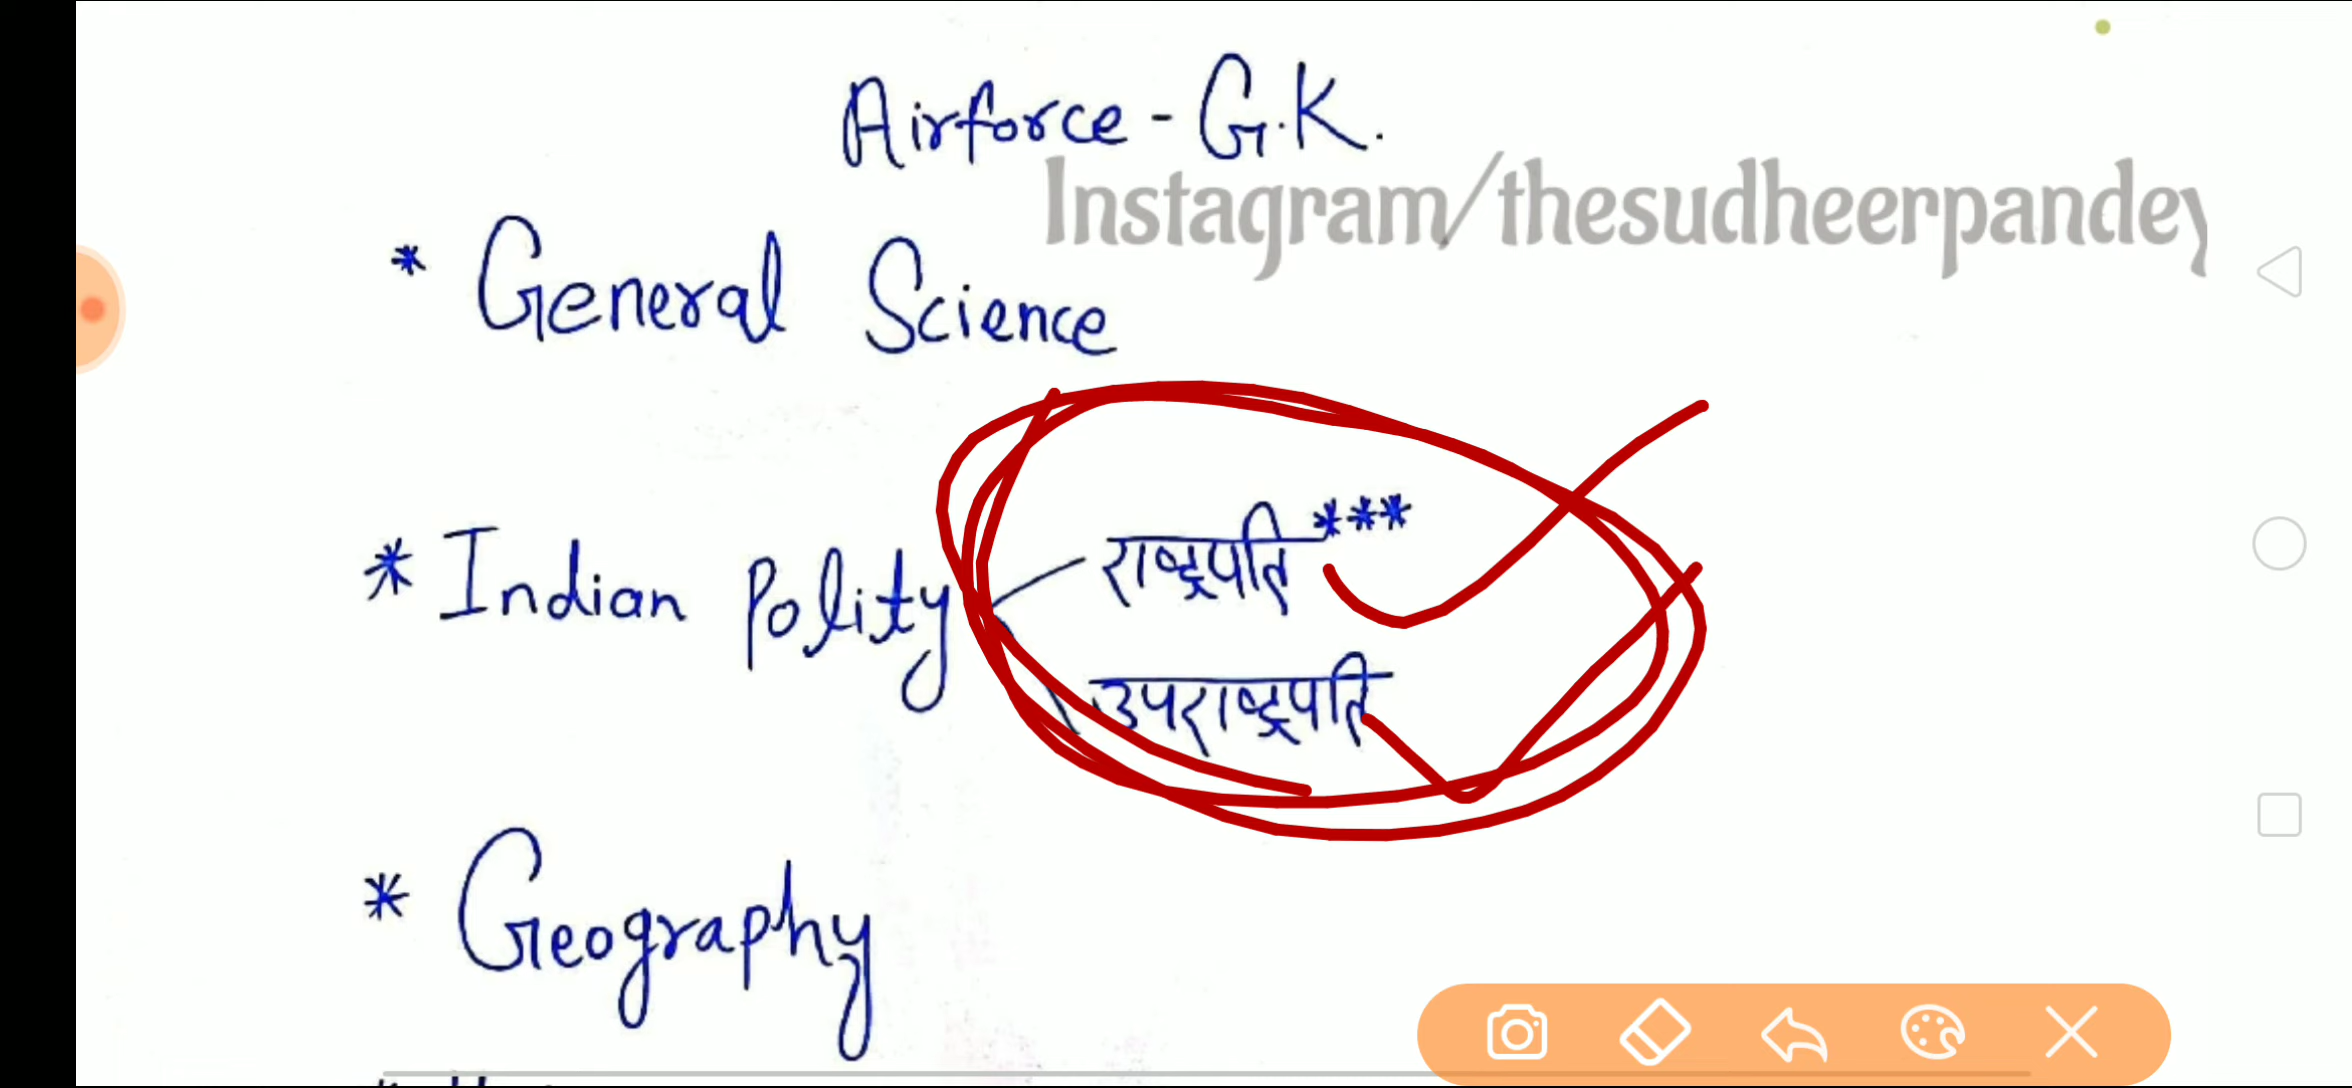 Airforce - G.K.
Instagram/thesudheerpandey
* General Science
* Indian Polity
राष्ट्रपति ***
उपराष्ट्रपति
* Geography